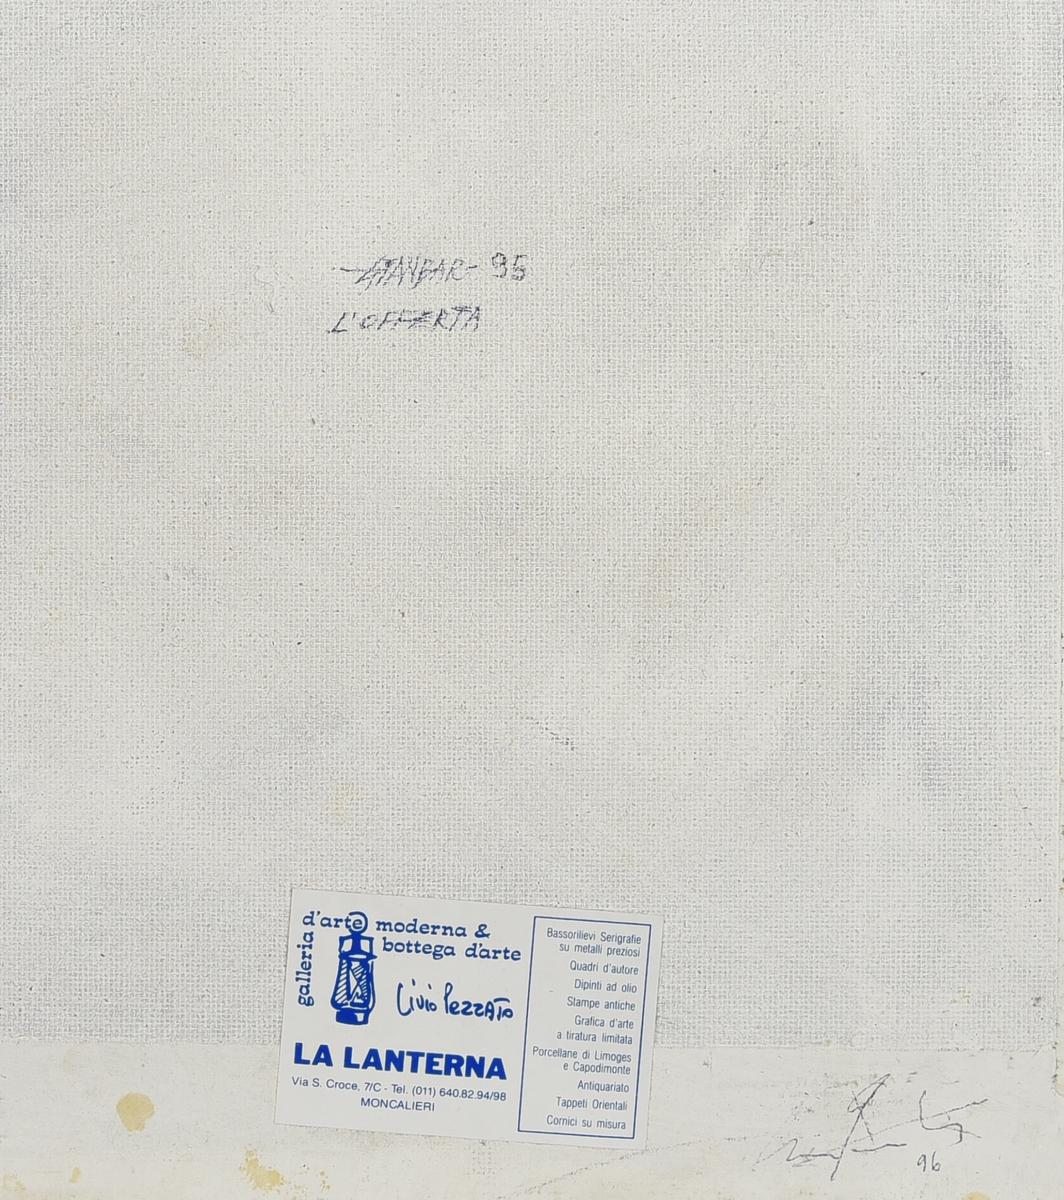 95
L'OFFERTA
galleria d'arte moderna &
bottega d'arte
Livio Pezzato
LA LANTERNA
Via S. Croce, 7/C - Tel. (011) 640.82.94/98
MONCALIERI
Bassorilievi Serigrafie
su metalli preziosi
Quadri d'autore
Dipinti ad olio
Stampe antiche
Grafica d'arte
a tiratura limitata
Porcellane di Limoges
e Capodimonte
Antiquariato
Tappeti Orientali
Cornici su misura
96